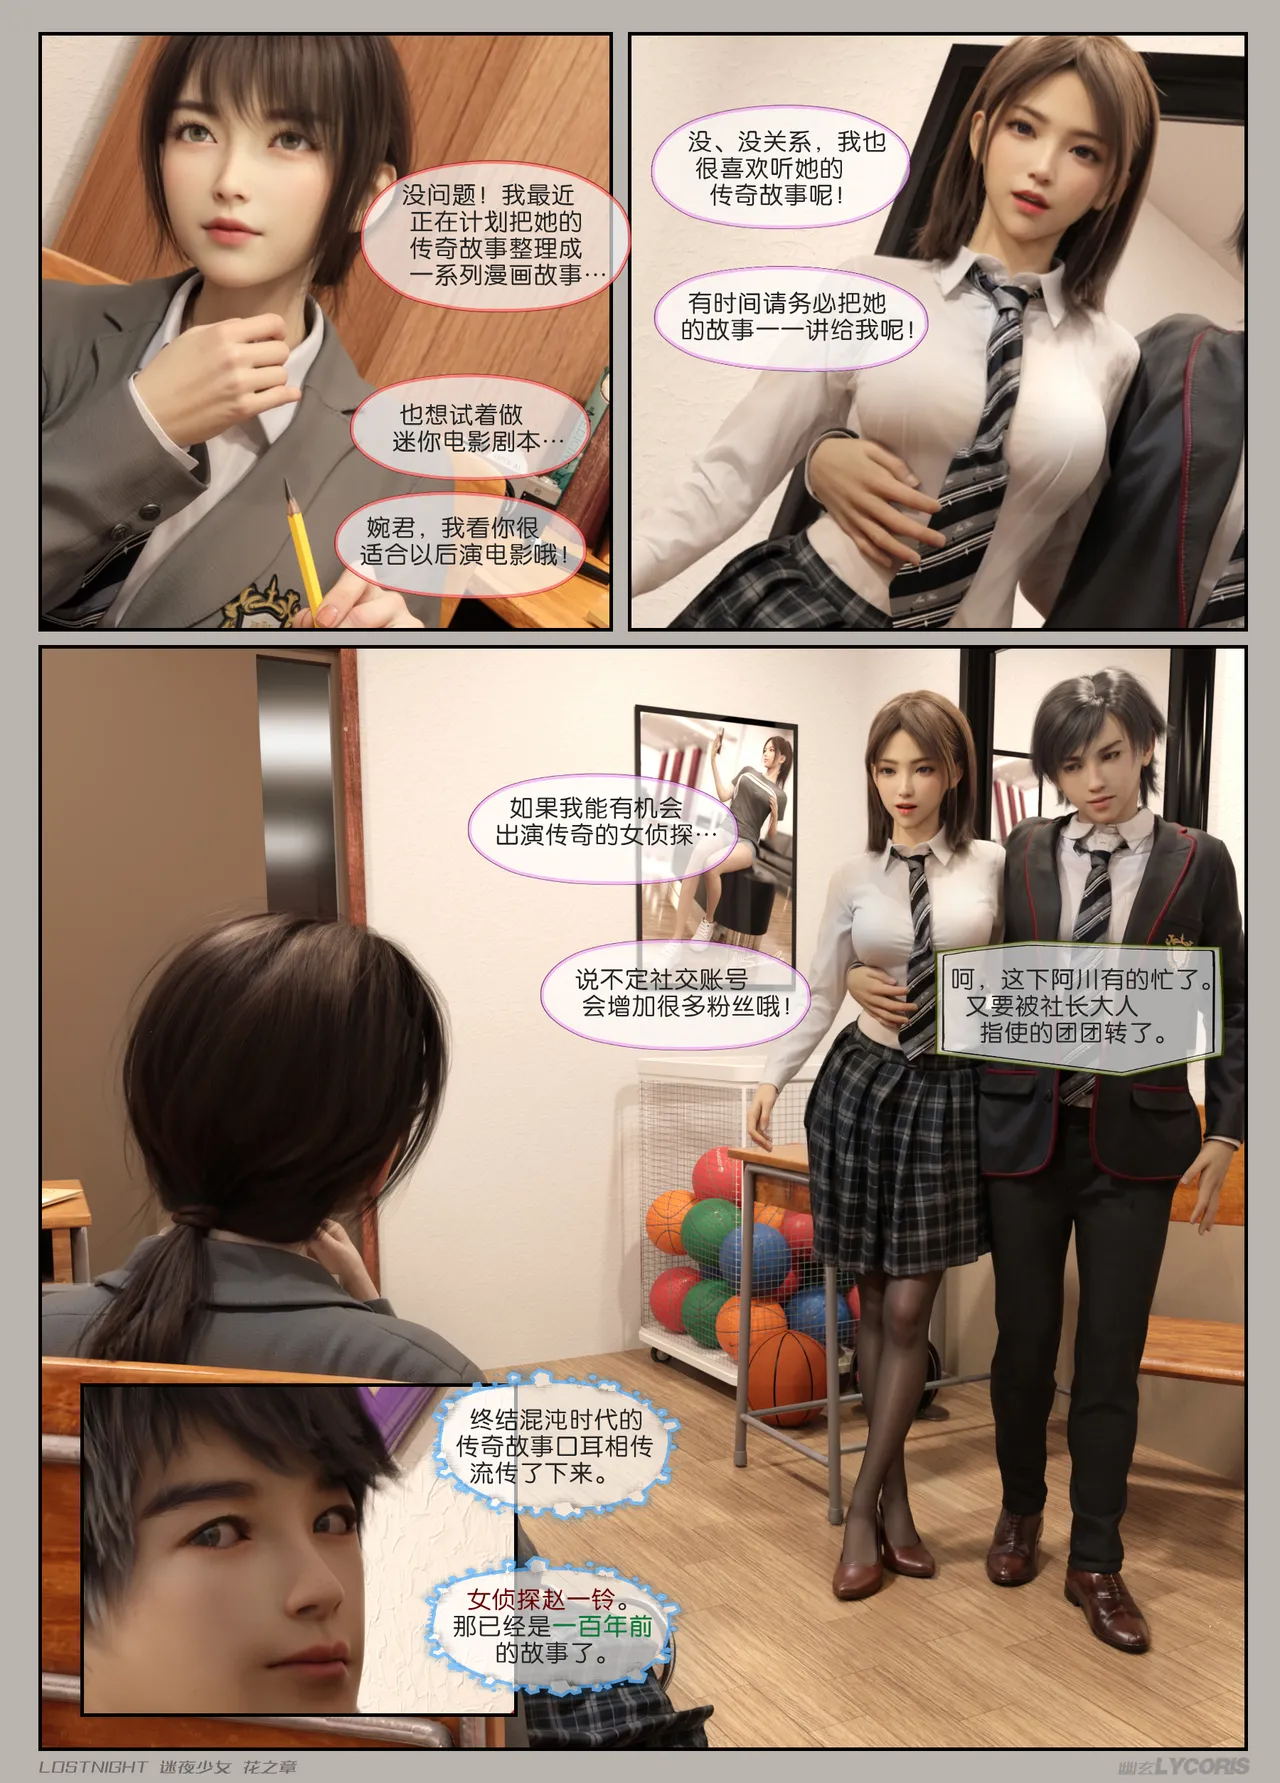 没问题！我最近
正在计划把她的
传奇故事整理成
一系列漫画故事…
也想试着做
迷你电影剧本…
婉君，我看你很
适合以后演电影哦！
没、没关系，我也
很喜欢听她的
传奇故事呢！
有时间请务必把她
的故事一一讲给我呢！
如果我能有机会
出演传奇的女侦探…
说不定社交账号
会增加很多粉丝哦！
呵，这下阿川有的忙了。
又要被社长大人
指使的团团转了。
终结混沌时代的
传奇故事口耳相传
流传了下来。
女侦探赵一铃。
那已经是一百年前
的故事了。
LOSTNIGHT 迷夜少女 花之章
幽玄LYCORIS